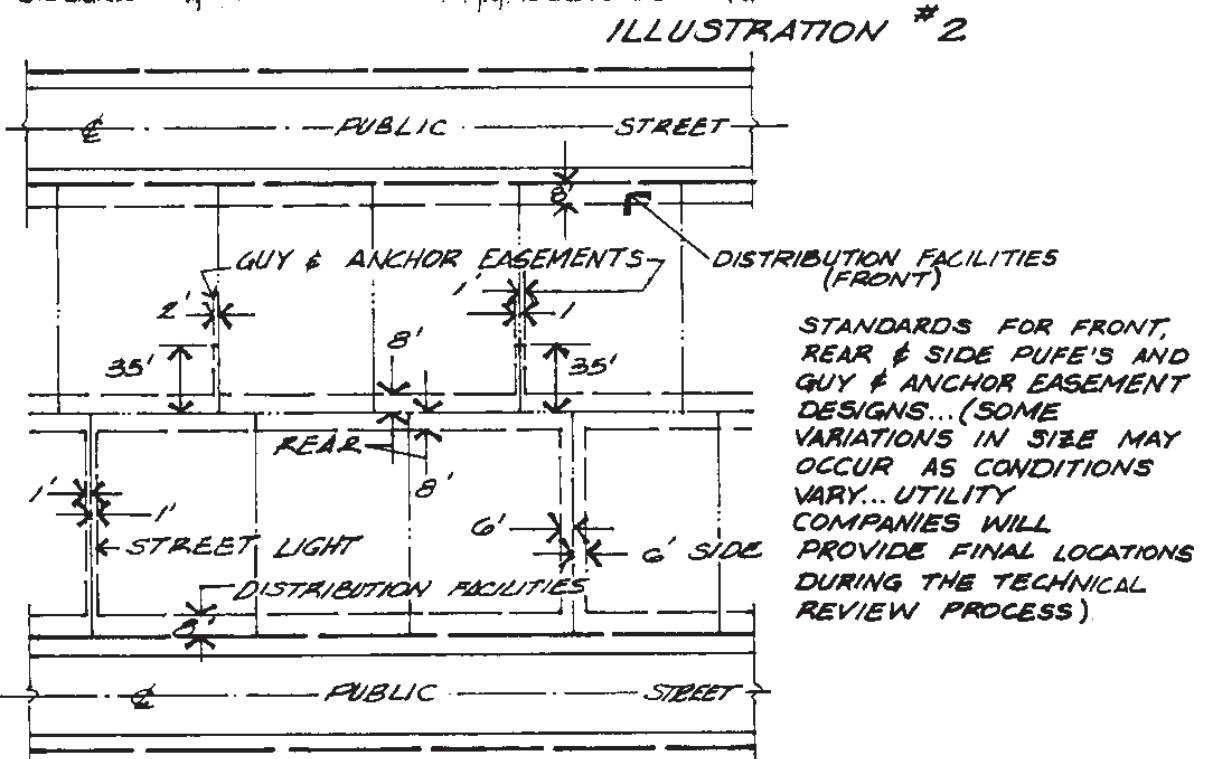 ILLUSTRATION #2
℄ PUBLIC STREET
8'
GUY & ANCHOR EASEMENTS
DISTRIBUTION FACILITIES
(FRONT)
2'
1'
1
35'
8'
35'
REAR
8'
STANDARDS FOR FRONT,
REAR & SIDE PUFE'S AND
GUY & ANCHOR EASEMENT
DESIGNS...(SOME
VARIATIONS IN SIZE MAY
OCCUR AS CONDITIONS
VARY...UTILITY
COMPANIES WILL
PROVIDE FINAL LOCATIONS
DURING THE TECHNICAL
REVIEW PROCESS)
1'
1'
STREET LIGHT
6'
6' SIDE
DISTRIBUTION FACILITIES
8'
℄ PUBLIC STREET